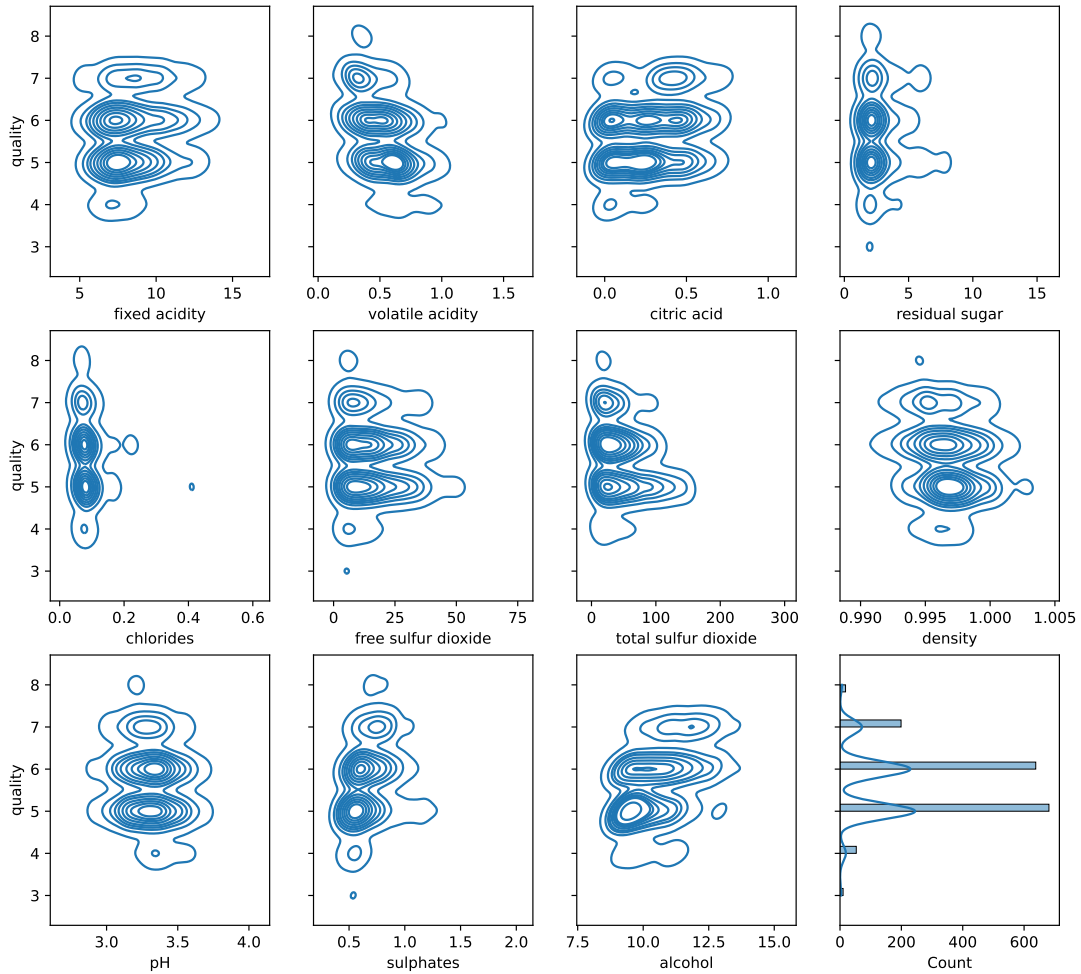 8
7
6
5
4
3
quality
5 10 15
fixed acidity
0.0 0.5 1.0 1.5
volatile acidity
0.0 0.5 1.0
citric acid
0 5 10 15
residual sugar
8
7
6
5
4
3
quality
0.0 0.2 0.4 0.6
chlorides
0 25 50 75
free sulfur dioxide
0 100 200 300
total sulfur dioxide
0.990 0.995 1.000 1.005
density
8
7
6
5
4
3
quality
3.0 3.5 4.0
pH
0.5 1.0 1.5 2.0
sulphates
7.5 10.0 12.5 15.0
alcohol
0 200 400 600
Count